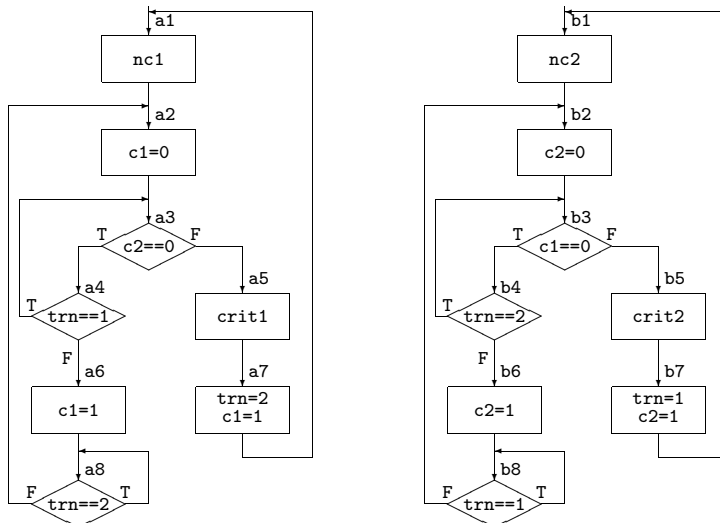 a1
nc1
a2
c1=0
a3
T
F
c2==0
a4
a5
T
trn==1
crit1
F
a6
a7
c1=1
trn=2
c1=1
a8
F
T
trn==2
b1
nc2
b2
c2=0
b3
T
F
c1==0
b4
b5
T
trn==2
crit2
F
b6
b7
c2=1
trn=1
c2=1
b8
F
T
trn==1